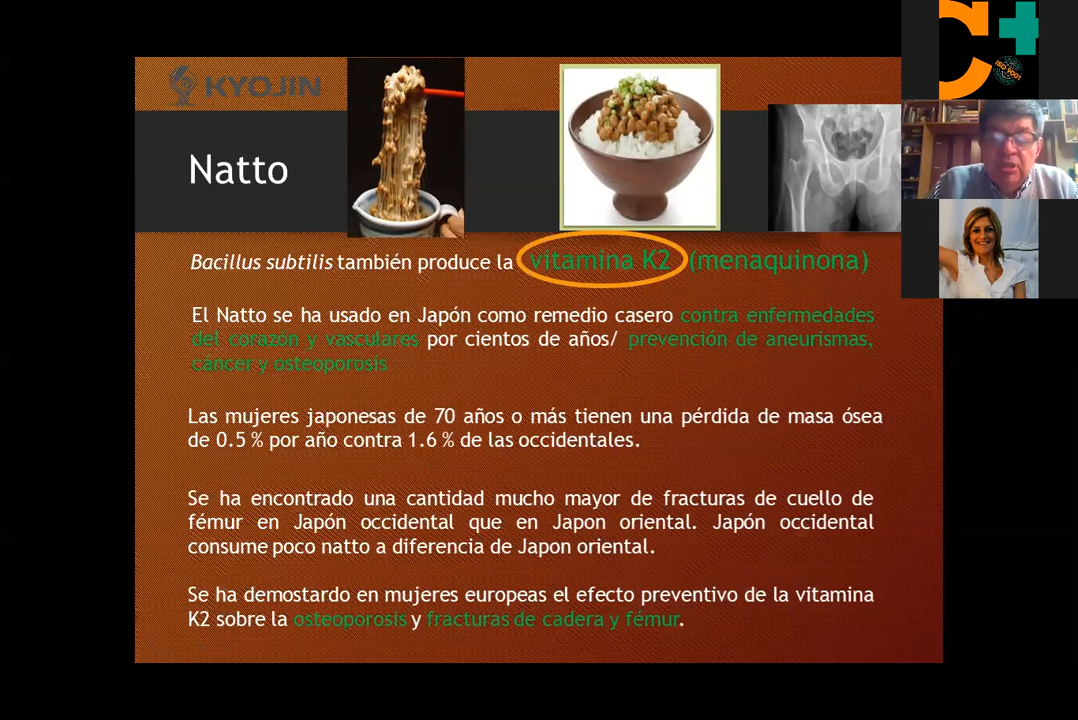 KYOJIN
ISO 9001
Natto
Bacillus subtilis también produce la vitamina K2 (menaquinona)
El Natto se ha usado en Japón como remedio casero contra enfermedades
del corazón y vasculares por cientos de años/ prevención de aneurismas,
cáncer y osteoporosis
Las mujeres japonesas de 70 años o más tienen una pérdida de masa ósea
de 0.5 % por año contra 1.6 % de las occidentales.
Se ha encontrado una cantidad mucho mayor de fracturas de cuello de
fémur en Japón occidental que en Japon oriental. Japón occidental
consume poco natto a diferencia de Japon oriental.
Se ha demostardo en mujeres europeas el efecto preventivo de la vitamina
K2 sobre la osteoporosis y fracturas de cadera y fémur.